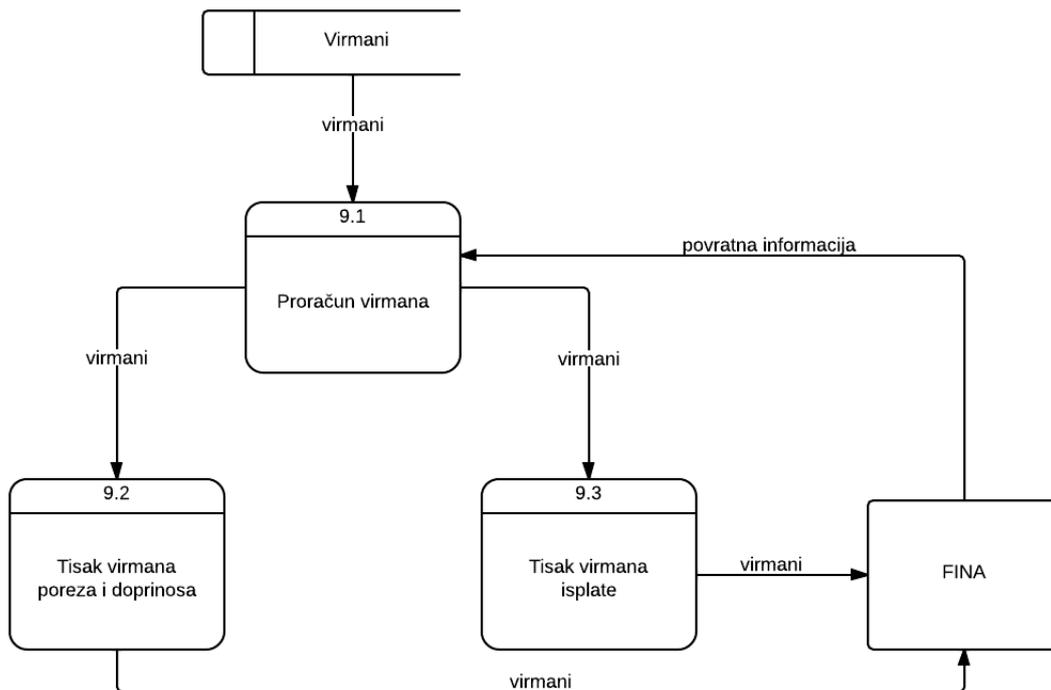 Virmani
virmani
9.1
Proračun virmana
povratna informacija
virmani
virmani
9.2
Tisak virmana
poreza i doprinosa
9.3
Tisak virmana
isplate
virmani
FINA
virmani